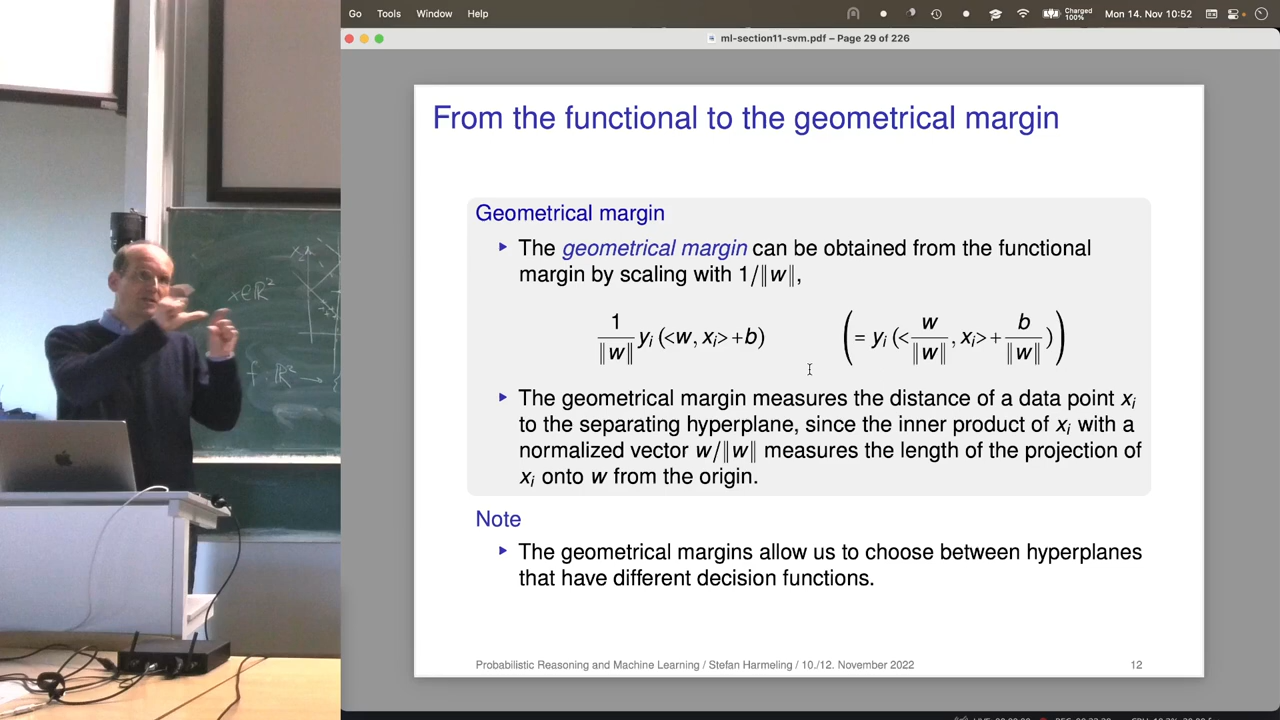 Go Tools Window Help
Charged 100%
Mon 14. Nov 10:52
ml-section11-svm.pdf – Page 29 of 226
From the functional to the geometrical margin
Geometrical margin
The geometrical margin can be obtained from the functional
margin by scaling with 1/‖w‖,
1/‖w‖ yᵢ (<w, xᵢ> +b) (= yᵢ (<w/‖w‖, xᵢ> + b/‖w‖))
The geometrical margin measures the distance of a data point xᵢ
to the separating hyperplane, since the inner product of xᵢ with a
normalized vector w/‖w‖ measures the length of the projection of
xᵢ onto w from the origin.
Note
The geometrical margins allow us to choose between hyperplanes
that have different decision functions.
Probabilistic Reasoning and Machine Learning / Stefan Harmeling / 10./12. November 2022 12
x∈ℝ²
f: ℝ² →